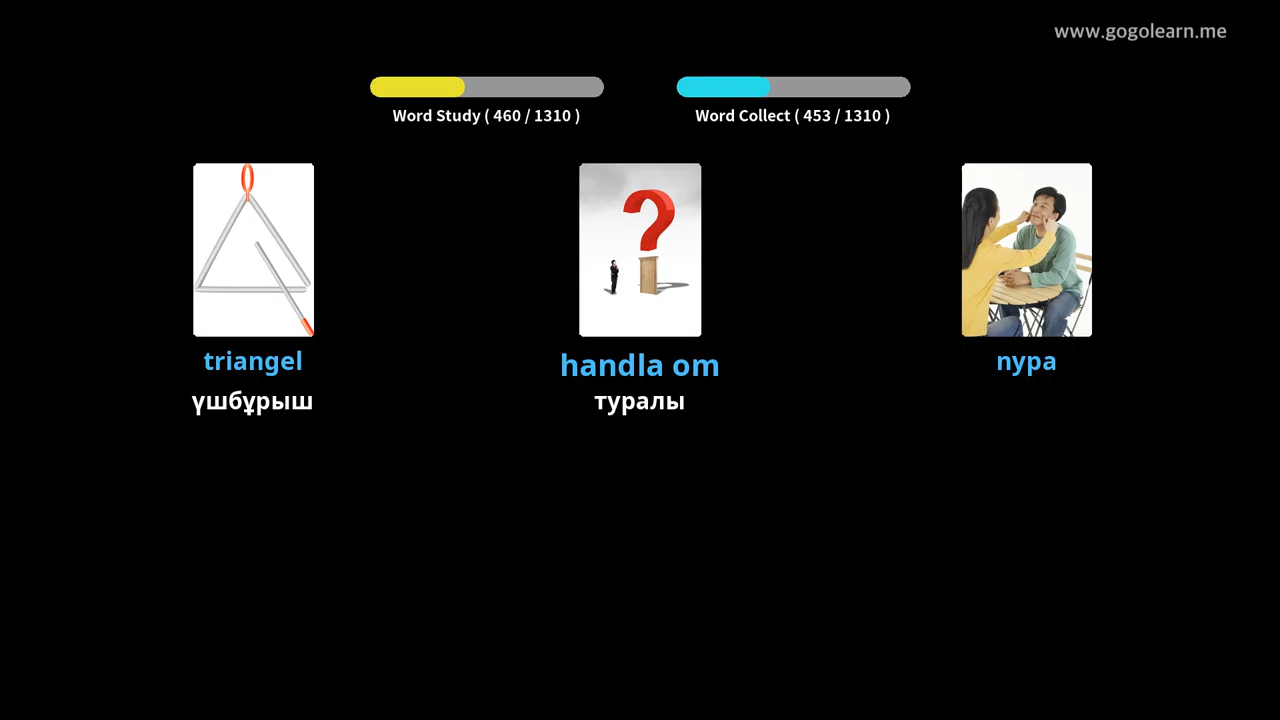 www.gogolearn.me
Word Study ( 460 / 1310 )
Word Collect ( 453 / 1310 )
triangel
handla om
nypa
үшбұрыш
туралы